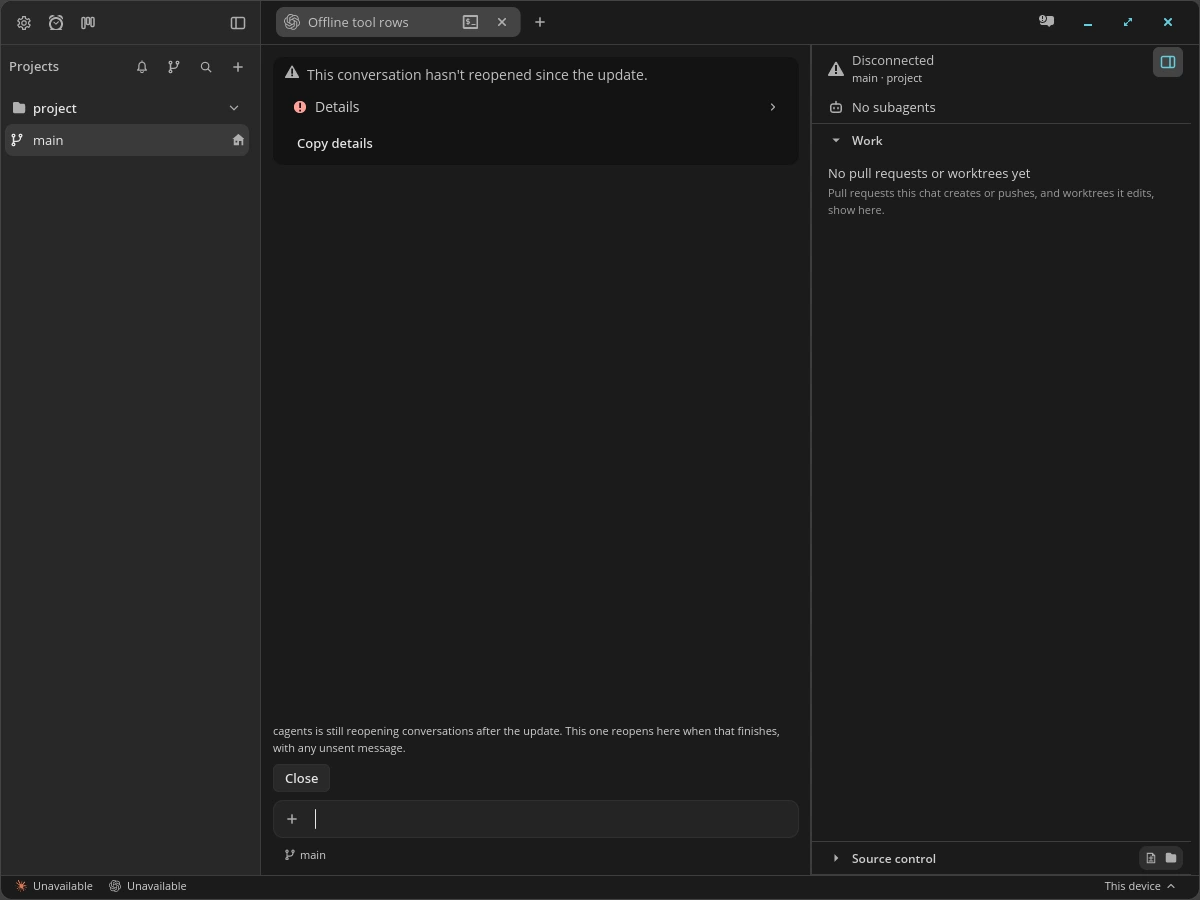 Offline tool rows
Projects
project
main
This conversation hasn't reopened since the update.
Details
Copy details
cagents is still reopening conversations after the update. This one reopens here when that finishes,
with any unsent message.
Close
main
Disconnected
main · project
No subagents
Work
No pull requests or worktrees yet
Pull requests this chat creates or pushes, and worktrees it edits,
show here.
Source control
Unavailable
Unavailable
This device